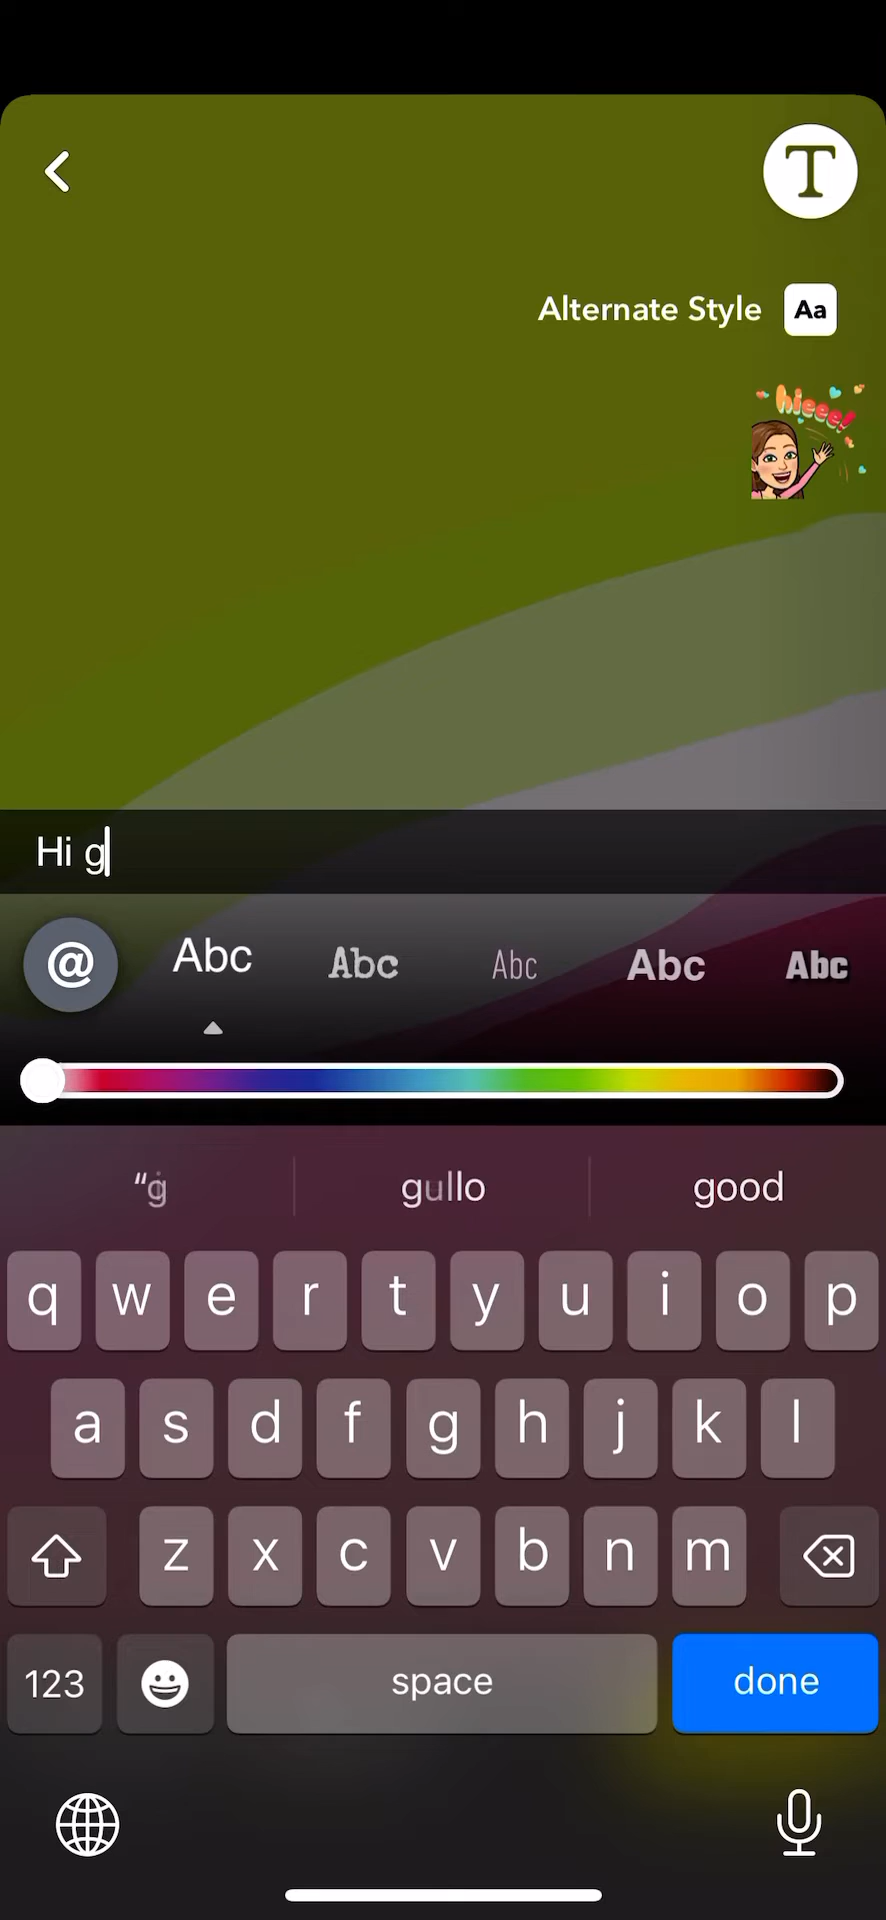 T
Alternate Style Aa
hieee!
Hi g
@ Abc Abc Abc Abc Abc
"ġ gullo good
q w e r t y u i o p
a s d f g h j k l
z x c v b n m
123 space done